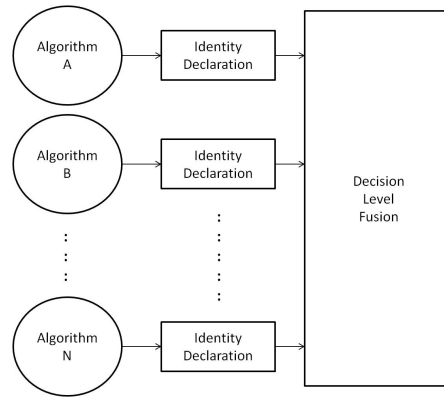 Algorithm
A
Identity
Declaration
Algorithm
B
Identity
Declaration
Decision
Level
Fusion
Algorithm
N
Identity
Declaration